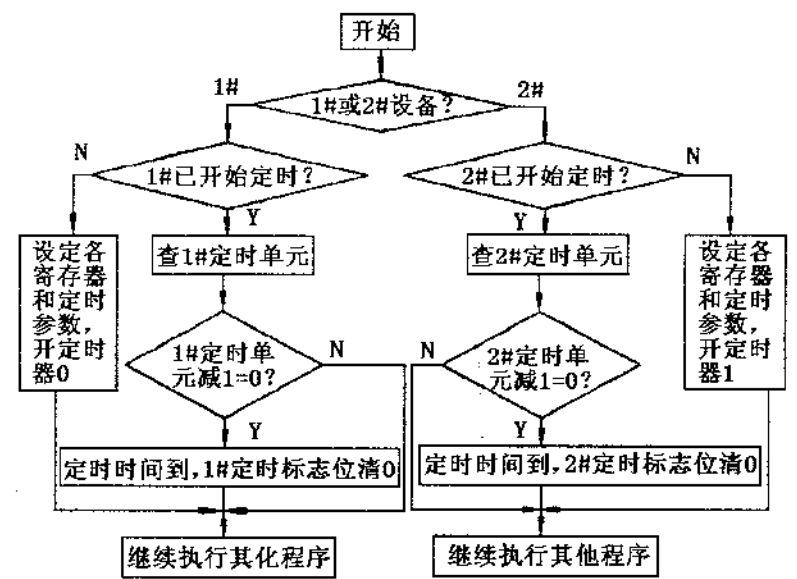 开始
1#
1#或2#设备?
2#
N
1#已开始定时?
2#已开始定时?
N
Y
Y
设定各
寄存器
和定时
参数,
开定时
器0
查1#定时单元
查2#定时单元
设定各
寄存器
和定时
参数,
开定时
器1
1#定时单
元减1=0?
N
N
2#定时单
元减1=0?
Y
Y
定时时间到,1#定时标志位清0
定时时间到,2#定时标志位清0
继续执行其化程序
继续执行其他程序